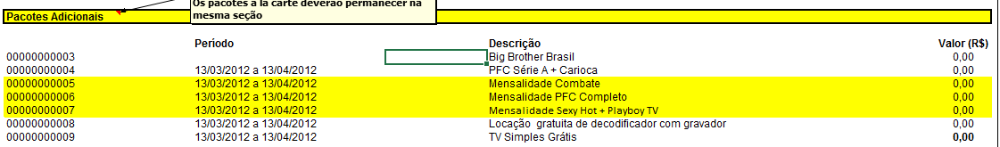 Os pacotes a la carte deverão permanecer na
mesma seção
Pacotes Adicionais
Período Descrição Valor (R$)
00000000003 Big Brother Brasil 0,00
00000000004 13/03/2012 a 13/04/2012 PFC Série A + Carioca 0,00
00000000005 13/03/2012 a 13/04/2012 Mensalidade Combate 0,00
00000000006 13/03/2012 a 13/04/2012 Mensalidade PFC Completo 0,00
00000000007 13/03/2012 a 13/04/2012 Mensalidade Sexy Hot + Playboy TV 0,00
00000000008 13/03/2012 a 13/04/2012 Locação gratuita de decodificador com gravador 0,00
00000000009 13/03/2012 a 13/04/2012 TV Simples Grátis 0,00